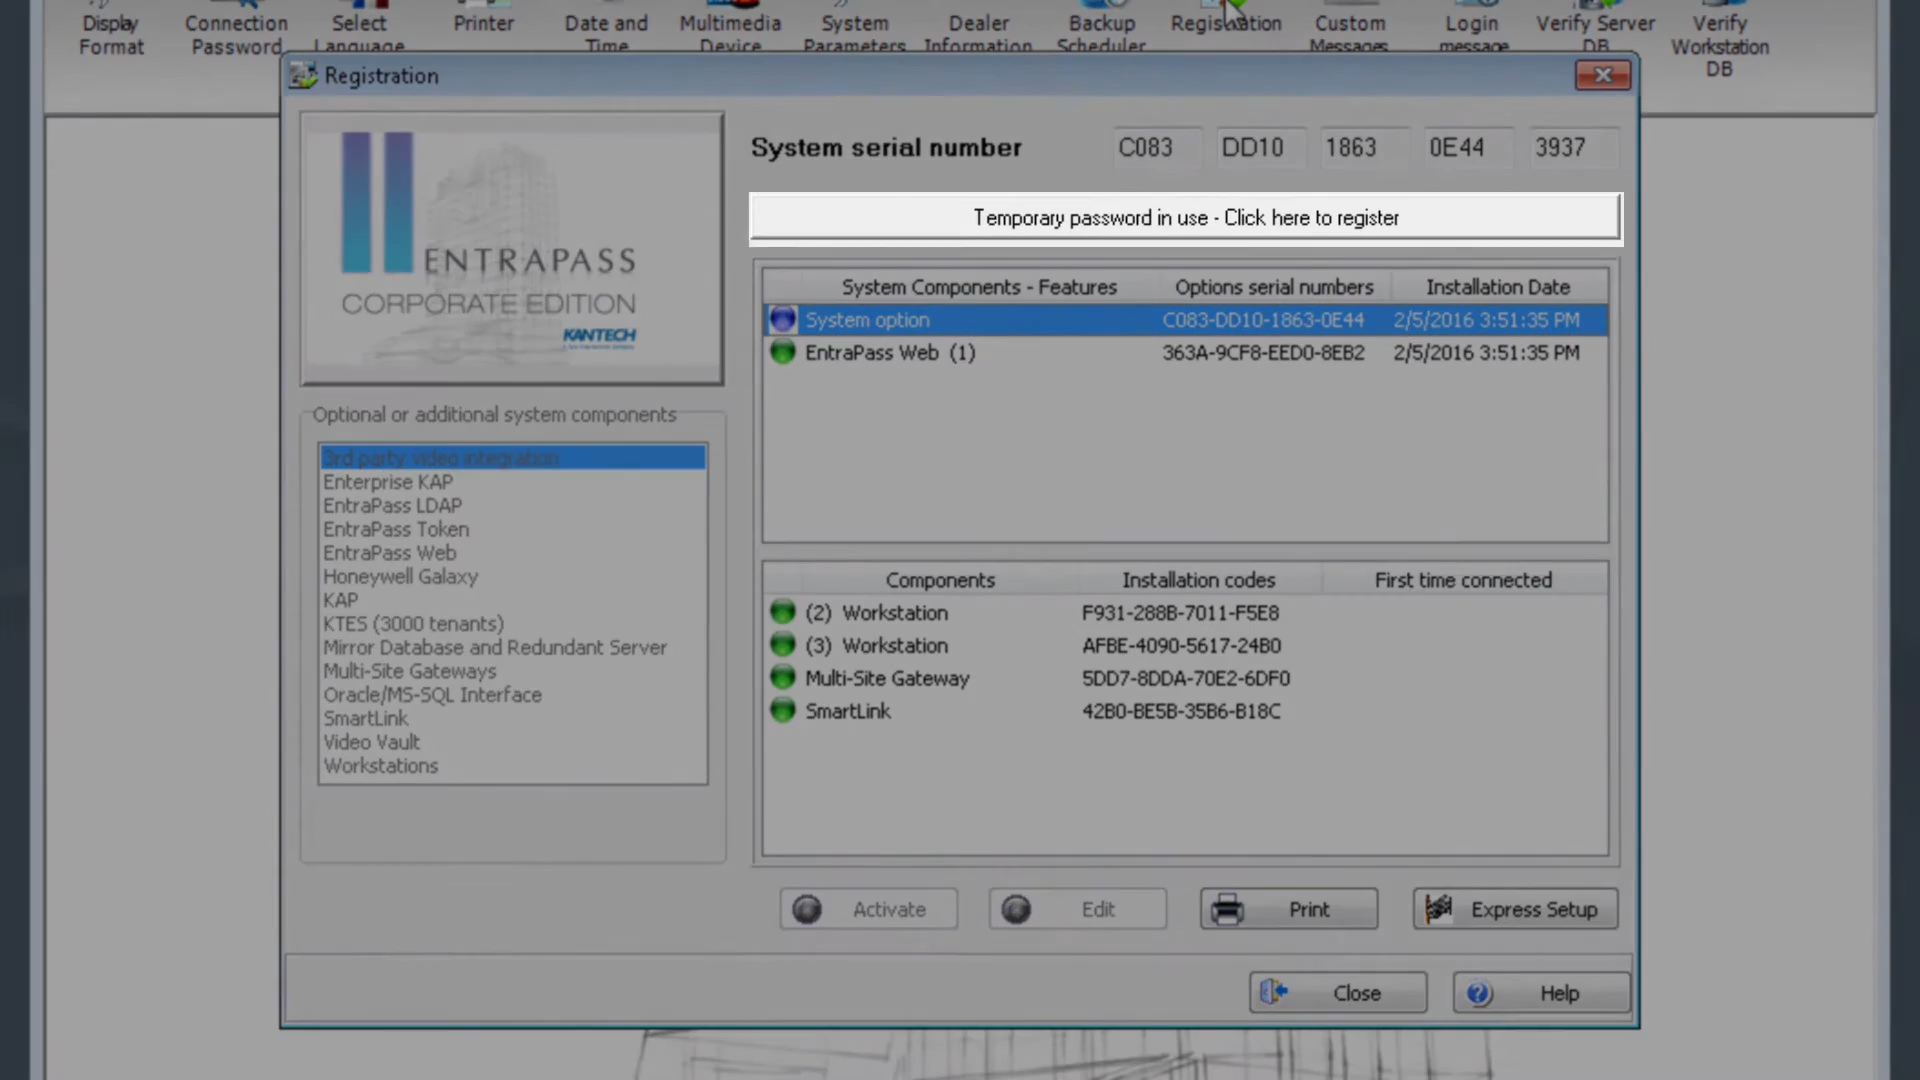 Display Format
Connection Password
Select Language
Printer
Date and Time
Multimedia Device
System Parameters
Dealer Information
Backup Scheduler
Registration
Custom Messages
Login message
Verify Server DB
Verify Workstation DB
Registration
ENTRAPASS
CORPORATE EDITION
KANTECH
System serial number C083 DD10 1863 0E44 3937
Temporary password in use - Click here to register
System Components - Features Options serial numbers Installation Date
System option C083-DD10-1863-0E44 2/5/2016 3:51:35 PM
EntraPass Web (1) 363A-9CF8-EED0-8EB2 2/5/2016 3:51:35 PM
Optional or additional system components
3rd party video integration
Enterprise KAP
EntraPass LDAP
EntraPass Token
EntraPass Web
Honeywell Galaxy
KAP
KTES (3000 tenants)
Mirror Database and Redundant Server
Multi-Site Gateways
Oracle/MS-SQL Interface
SmartLink
Video Vault
Workstations
Components Installation codes First time connected
(2) Workstation F931-288B-7011-F5E8
(3) Workstation AFBE-4090-5617-24B0
Multi-Site Gateway 5DD7-8DDA-70E2-6DF0
SmartLink 42B0-BE5B-35B6-B18C
Activate Edit Print Express Setup
Close Help